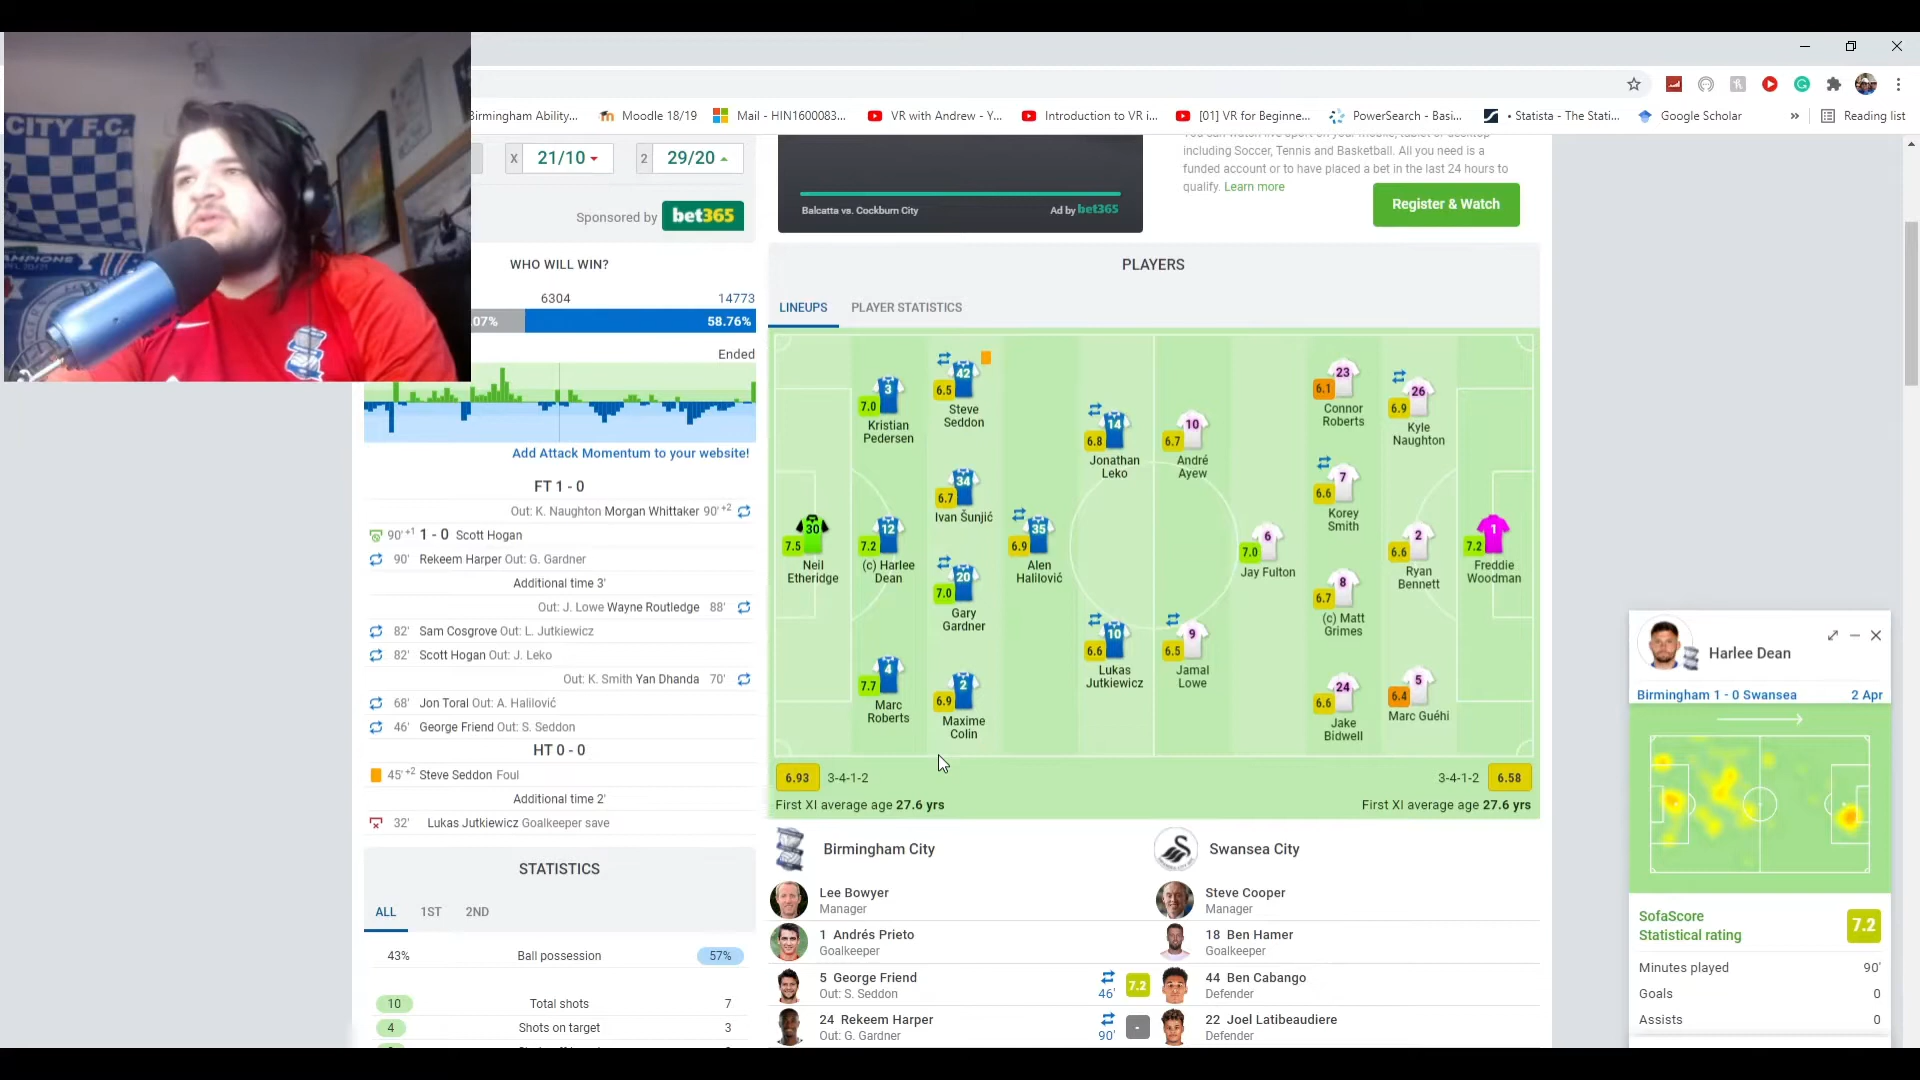 CITY F.C.
Birmingham Ability...
Moodle 18/19
Mail - HIN1600083...
VR with Andrew - Y...
Introduction to VR i...
[01] VR for Beginne...
PowerSearch - Basi...
• Statista - The Stati...
Google Scholar
»
Reading list
X 21/10
2 29/20
Sponsored by bet365
WHO WILL WIN?
6304 14773
.07% 58.76%
Ended
Add Attack Momentum to your website!
FT 1 - 0
Out: K. Naughton Morgan Whittaker 90'+2
90'+1 1 - 0 Scott Hogan
90' Rekeem Harper Out: G. Gardner
Additional time 3'
Out: J. Lowe Wayne Routledge 88'
82' Sam Cosgrove Out: L. Jutkiewicz
82' Scott Hogan Out: J. Leko
Out: K. Smith Yan Dhanda 70'
68' Jon Toral Out: A. Halilović
46' George Friend Out: S. Seddon
HT 0 - 0
45'+2 Steve Seddon Foul
Additional time 2'
32' Lukas Jutkiewicz Goalkeeper save
STATISTICS
ALL 1ST 2ND
43% Ball possession 57%
10 Total shots 7
4 Shots on target 3
Balcatta vs. Cockburn City
Ad by bet365
including Soccer, Tennis and Basketball. All you need is a
funded account or to have placed a bet in the last 24 hours to
qualify. Learn more
Register & Watch
PLAYERS
LINEUPS PLAYER STATISTICS
30
7.5
Neil
Etheridge
3
7.0
Kristian
Pedersen
12
7.2
(c) Harlee
Dean
4
7.7
Marc
Roberts
42
6.5
Steve
Seddon
34
6.7
Ivan Šunjić
20
7.0
Gary
Gardner
2
6.9
Maxime
Colin
35
6.9
Alen
Halilović
14
6.8
Jonathan
Leko
10
6.6
Lukas
Jutkiewicz
10
6.7
André
Ayew
9
6.5
Jamal
Lowe
6
7.0
Jay Fulton
23
6.1
Connor
Roberts
7
6.6
Korey
Smith
8
6.7
(c) Matt
Grimes
24
6.6
Jake
Bidwell
26
6.9
Kyle
Naughton
2
6.6
Ryan
Bennett
5
6.4
Marc Guéhi
1
7.2
Freddie
Woodman
6.93 3-4-1-2
3-4-1-2 6.58
First XI average age 27.6 yrs
First XI average age 27.6 yrs
Birmingham City
Lee Bowyer
Manager
1 Andrés Prieto
Goalkeeper
5 George Friend
Out: S. Seddon
46' 7.2
24 Rekeem Harper
Out: G. Gardner
90' -
Swansea City
Steve Cooper
Manager
18 Ben Hamer
Goalkeeper
44 Ben Cabango
Defender
22 Joel Latibeaudiere
Defender
Harlee Dean
Birmingham 1 - 0 Swansea 2 Apr
SofaScore
Statistical rating
7.2
Minutes played 90'
Goals 0
Assists 0